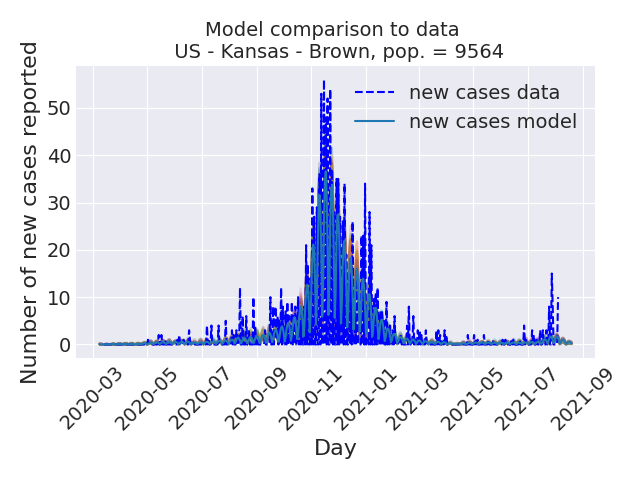 Model comparison to data
US - Kansas - Brown, pop. = 9564
new cases data
new cases model
Number of new cases reported
50
40
30
20
10
0
2020-03
2020-05
2020-07
2020-09
2020-11
2021-01
2021-03
2021-05
2021-07
2021-09
Day